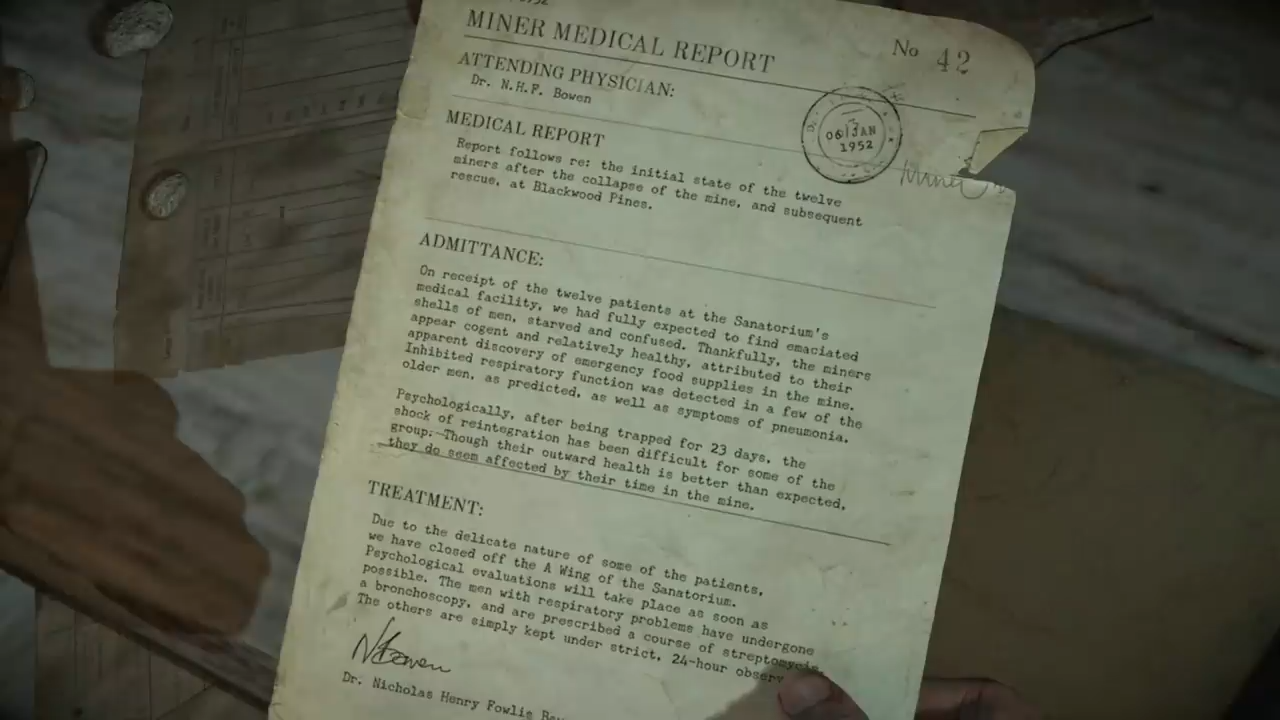 MINER MEDICAL REPORT
No 42
ATTENDING PHYSICIAN:
Dr. N.H.F. Bowen
06 JAN
1952
MEDICAL REPORT
Miner
Report follows re: the initial state of the twelve
miners after the collapse of the mine, and subsequent
rescue, at Blackwood Pines.
ADMITTANCE:
On receipt of the twelve patients at the Sanatorium's
medical facility, we had fully expected to find emaciated
shells of men, starved and confused. Thankfully, the miners
appear cogent and relatively healthy, attributed to their
apparent discovery of emergency food supplies in the mine.
Inhibited respiratory function was detected in a few of the
older men, as predicted, as well as symptoms of pneumonia.
Psychologically, after being trapped for 23 days, the
shock of reintegration has been difficult for some of the
group. Though their outward health is better than expected,
they do seem affected by their time in the mine.
TREATMENT:
Due to the delicate nature of some of the patients,
we have closed off the A Wing of the Sanatorium.
Psychological evaluations will take place as soon as
possible. The men with respiratory problems have undergone
a bronchoscopy, and are prescribed a course of streptomycin.
The others are simply kept under strict, 24-hour observ
NBowen
Dr. Nicholas Henry Fowlis Bo